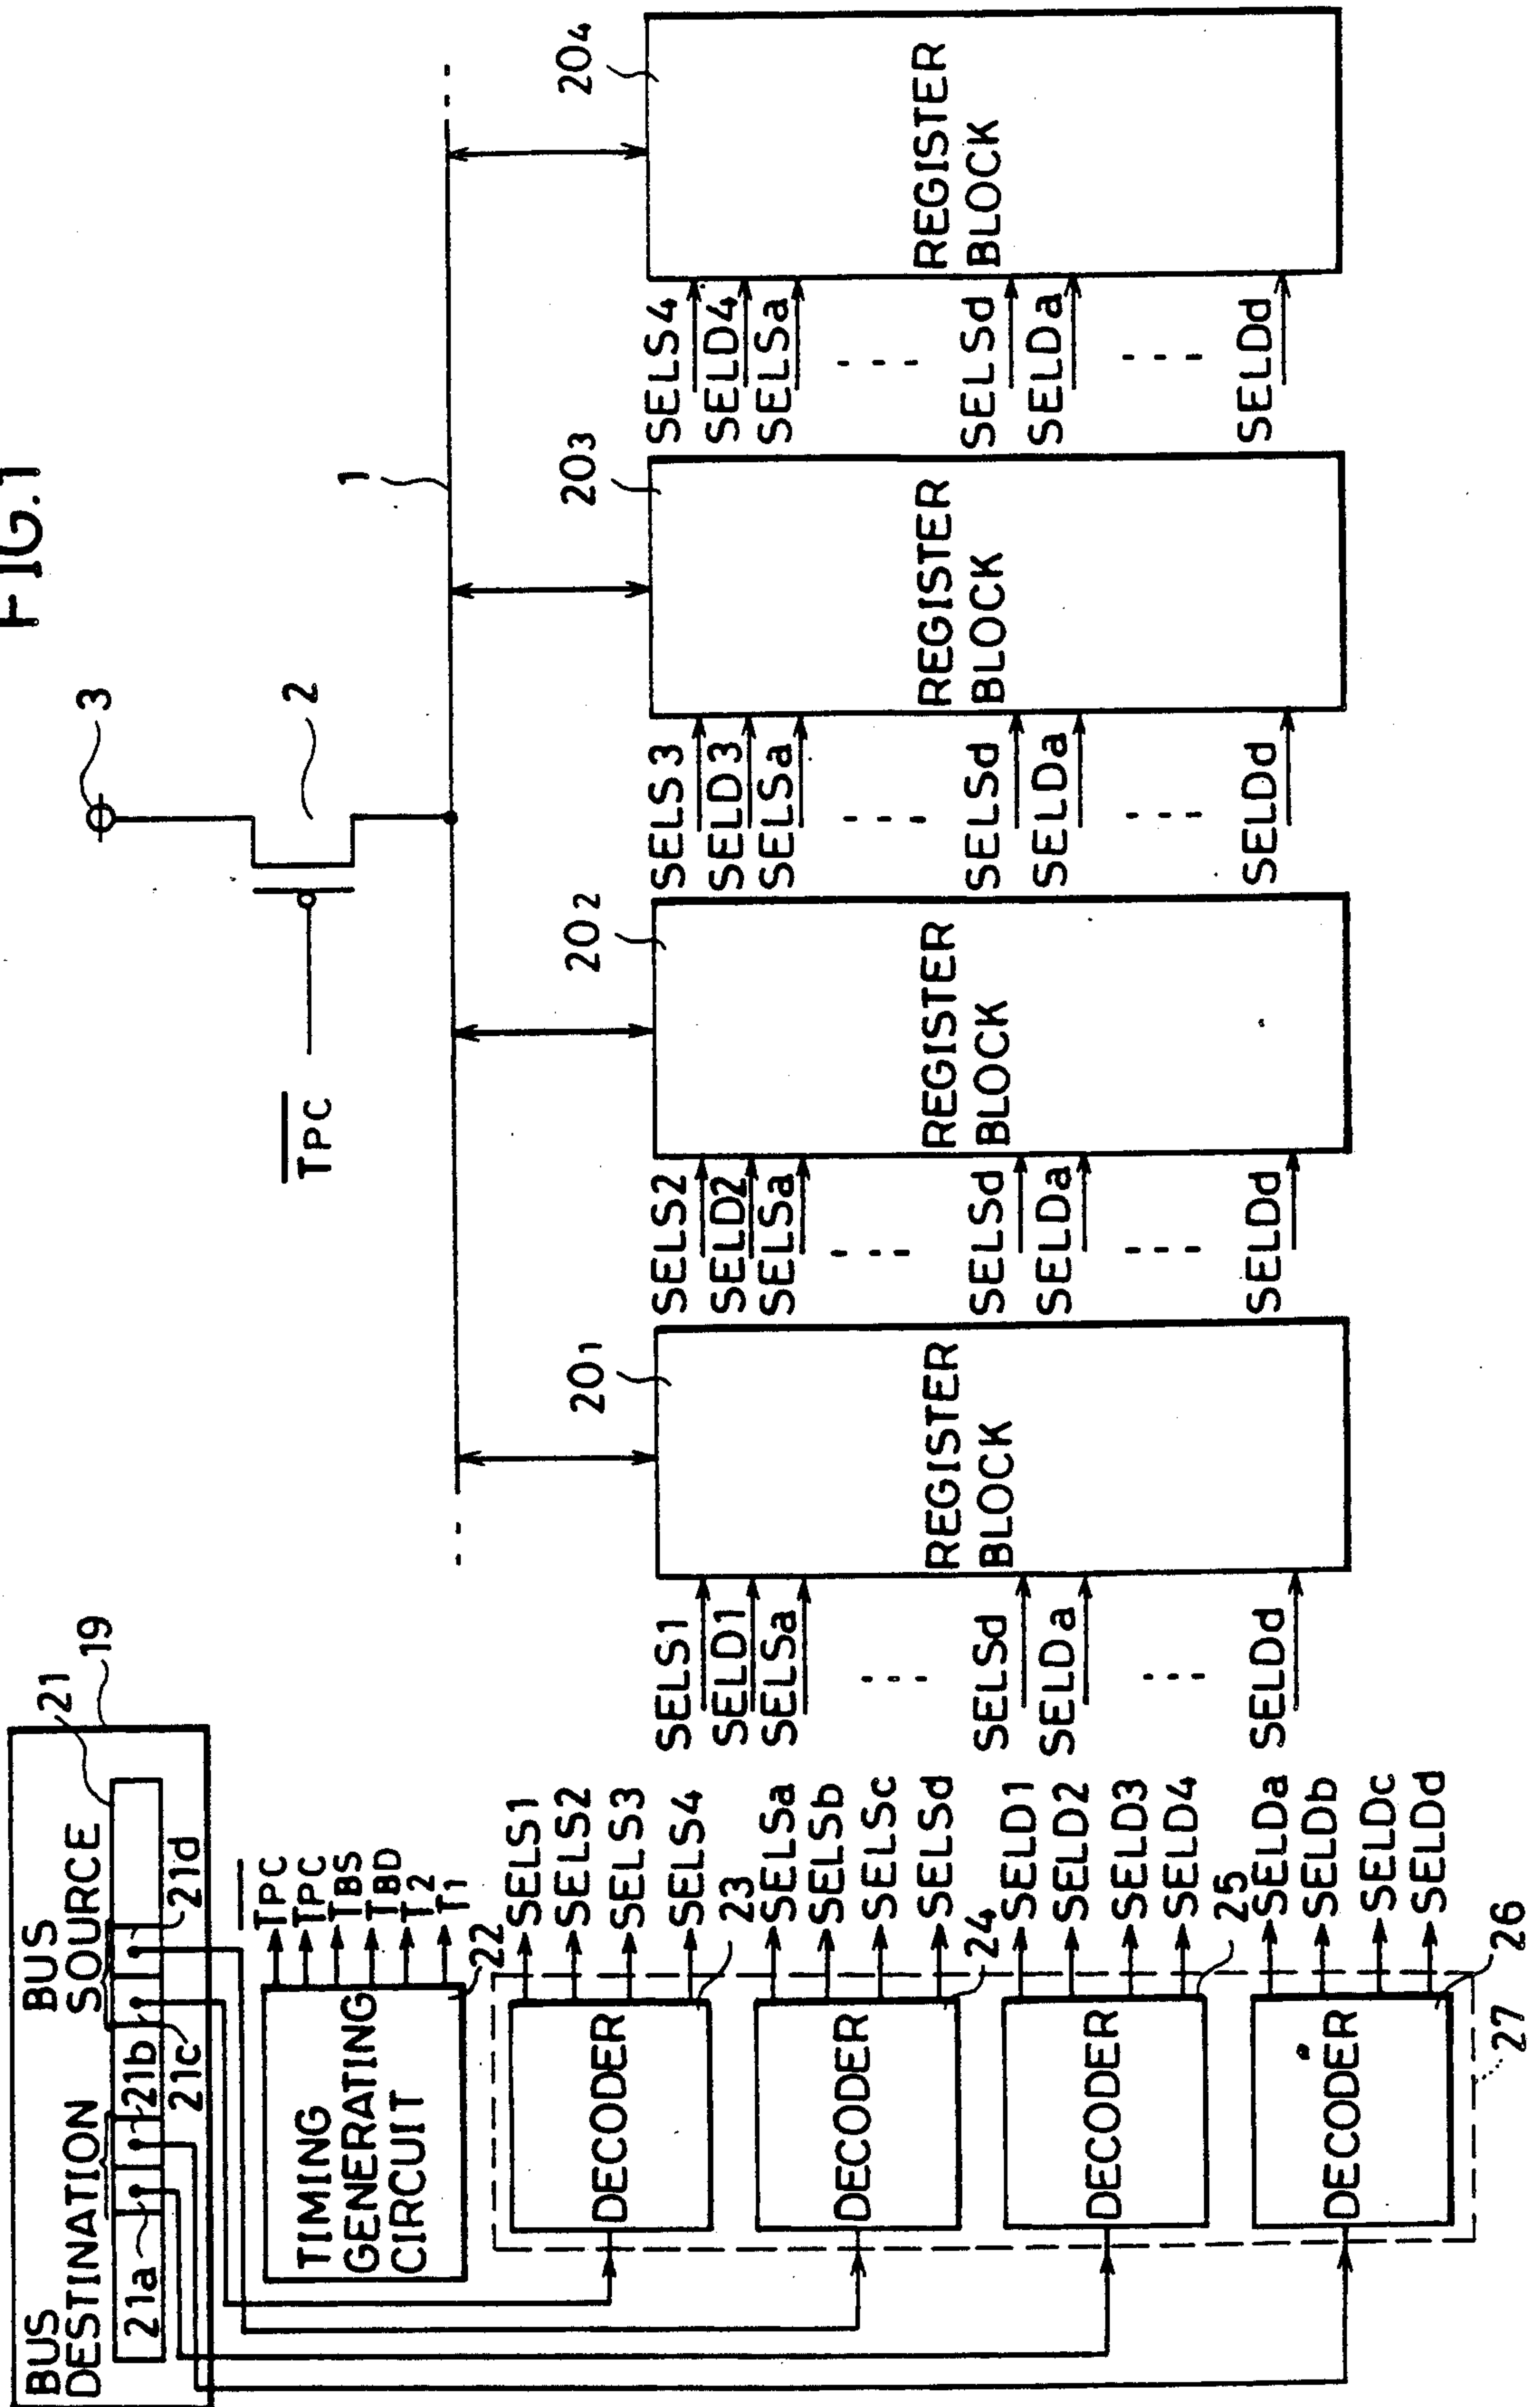 FIG.1
BUS
DESTINATION
BUS
SOURCE
21
19
21a
21b
21c
21d
TIMING
GENERATING
CIRCUIT
22
T̅P̅C̅
TPC
TBS
TBD
T2
T1
DECODER
23
SELS1
SELS2
SELS3
SELS4
DECODER
24
SELSa
SELSb
SELSc
SELSd
DECODER
25
SELD1
SELD2
SELD3
SELD4
DECODER
26
27
SELDa
SELDb
SELDc
SELDd
T̅P̅C̅
3
2
1
201
REGISTER
BLOCK
SELS1
SELD1
SELSa
SELSd
SELDa
SELDd
202
REGISTER
BLOCK
SELS2
SELD2
SELSa
SELSd
SELDa
SELDd
203
REGISTER
BLOCK
SELS3
SELD3
SELSa
SELSd
SELDa
SELDd
204
REGISTER
BLOCK
SELS4
SELD4
SELSa
SELSd
SELDa
SELDd